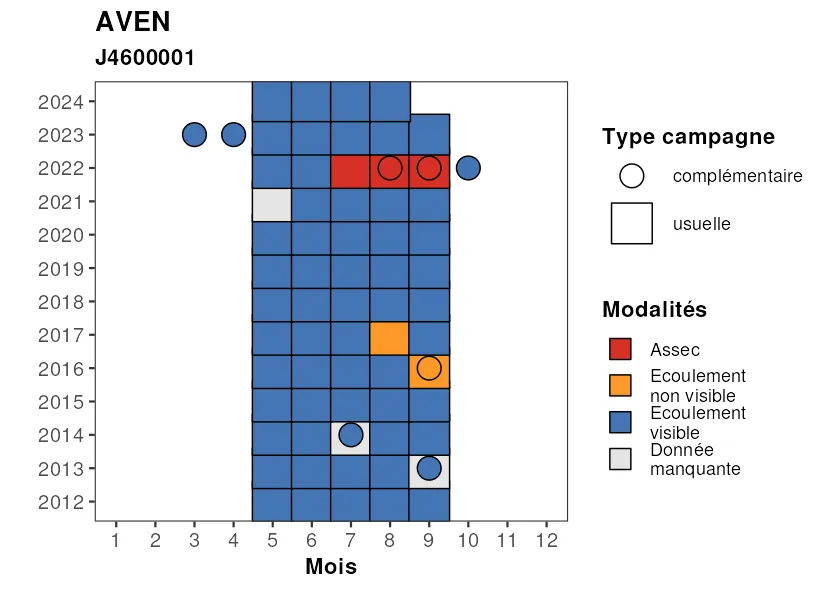 AVEN
J4600001
2024
2023
2022
2021
2020
2019
2018
2017
2016
2015
2014
2013
2012
1 2 3 4 5 6 7 8 9 10 11 12
Mois
Type campagne
complémentaire
usuelle
Modalités
Assec
Ecoulement
non visible
Ecoulement
visible
Donnée
manquante